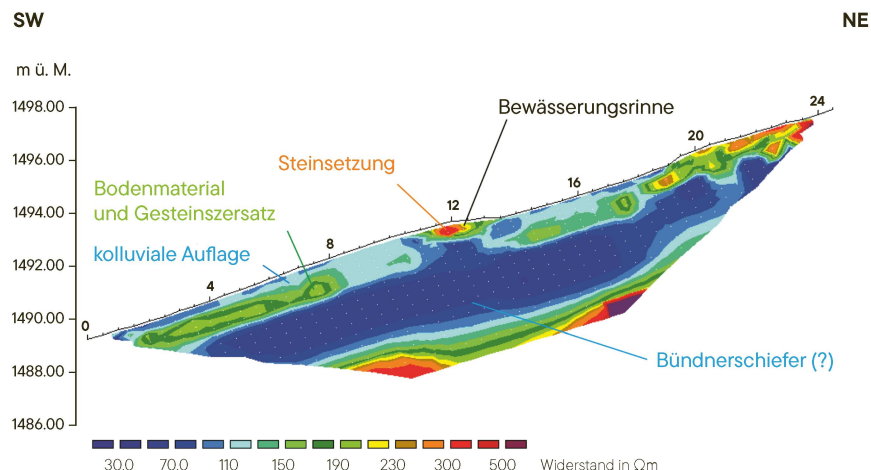 SW
NE
m ü. M.
1498.00
24
Bewässerungsrinne
1496.00
20
Steinsetzung
16
Bodenmaterial
und Gesteinszersatz
1494.00
12
kolluviale Auflage
8
1492.00
4
1490.00
0
Bündnerschiefer (?)
1488.00
1486.00
30.0 70.0 110 150 190 230 300 500 Widerstand in Ωm